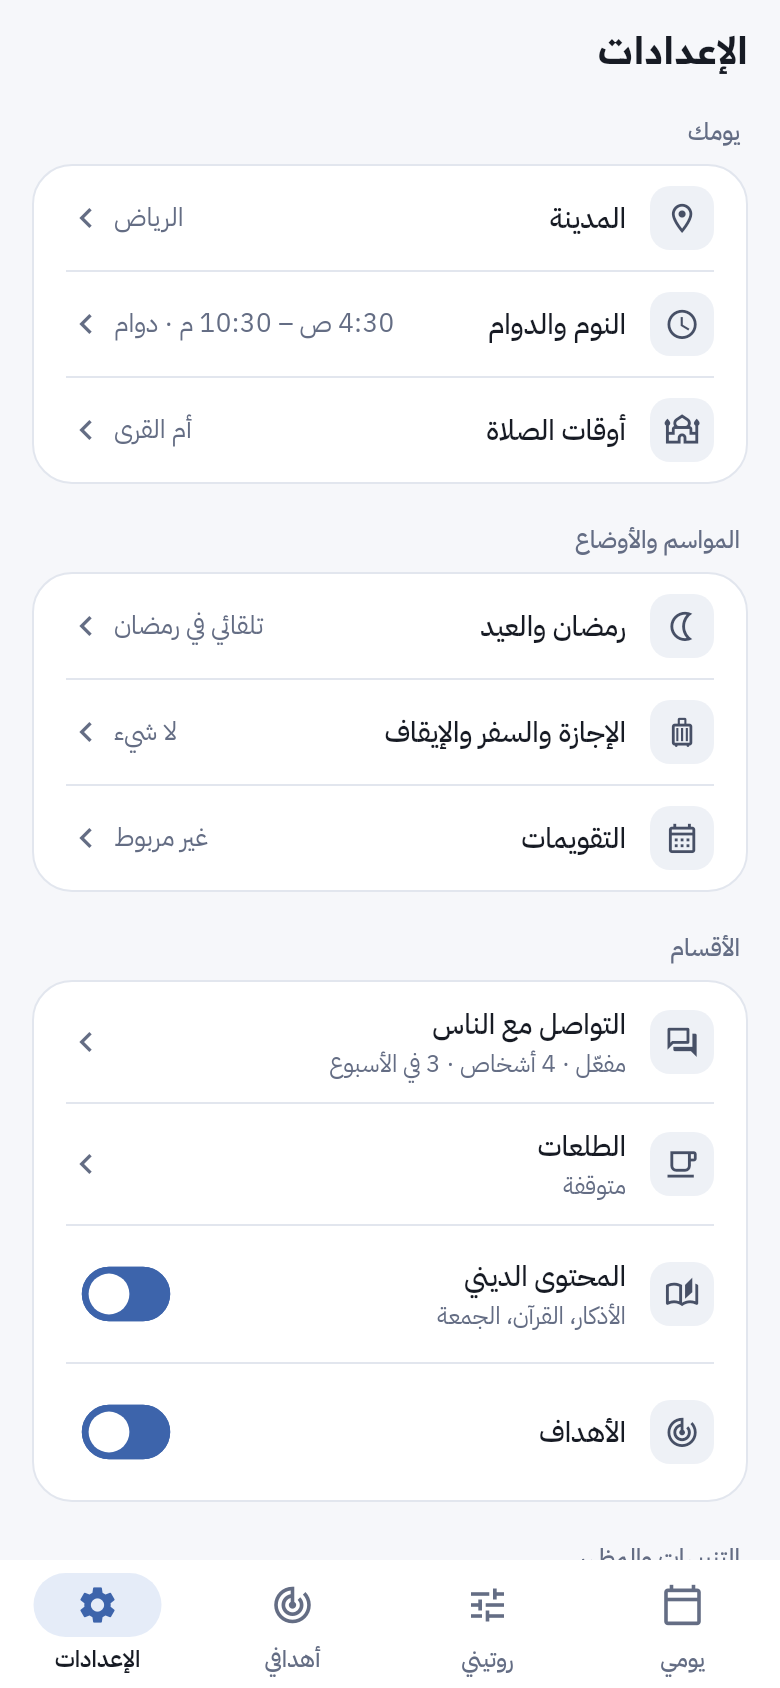 الإعدادات
يومك
المدينة الرياض
النوم والدوام 4:30 ص – 10:30 م · دوام
أوقات الصلاة أم القرى
المواسم والأوضاع
رمضان والعيد تلقائي في رمضان
الإجازة والسفر والإيقاف لا شيء
التقويمات غير مربوط
الأقسام
التواصل مع الناس
مفعّل · 4 أشخاص · 3 في الأسبوع
الطلعات
متوقفة
المحتوى الديني
الأذكار، القرآن، الجمعة
الأهداف
يومي
روتيني
أهدافي
الإعدادات